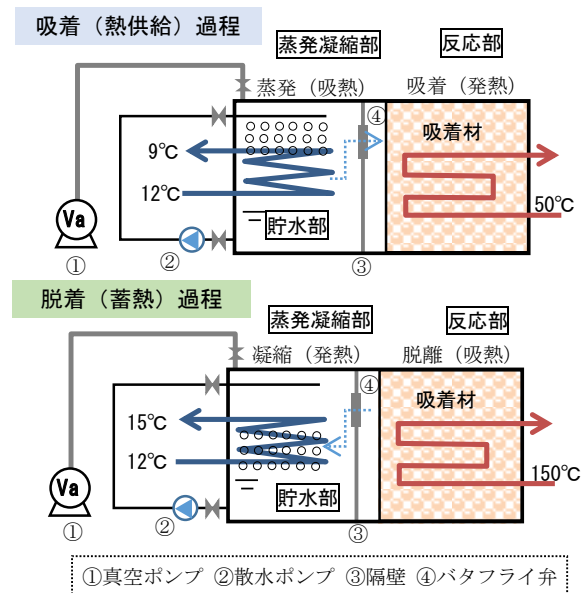 吸着（熱供給）過程
蒸発凝縮部
反応部
蒸発（吸熱）
吸着（発熱）
④
吸着材
9℃
12℃
50℃
Va
貯水部
①
②
③
脱着（蓄熱）過程
蒸発凝縮部
反応部
凝縮（発熱）
脱離（吸熱）
④
吸着材
15℃
12℃
150℃
Va
貯水部
①
②
③
①真空ポンプ ②散水ポンプ ③隔壁 ④バタフライ弁